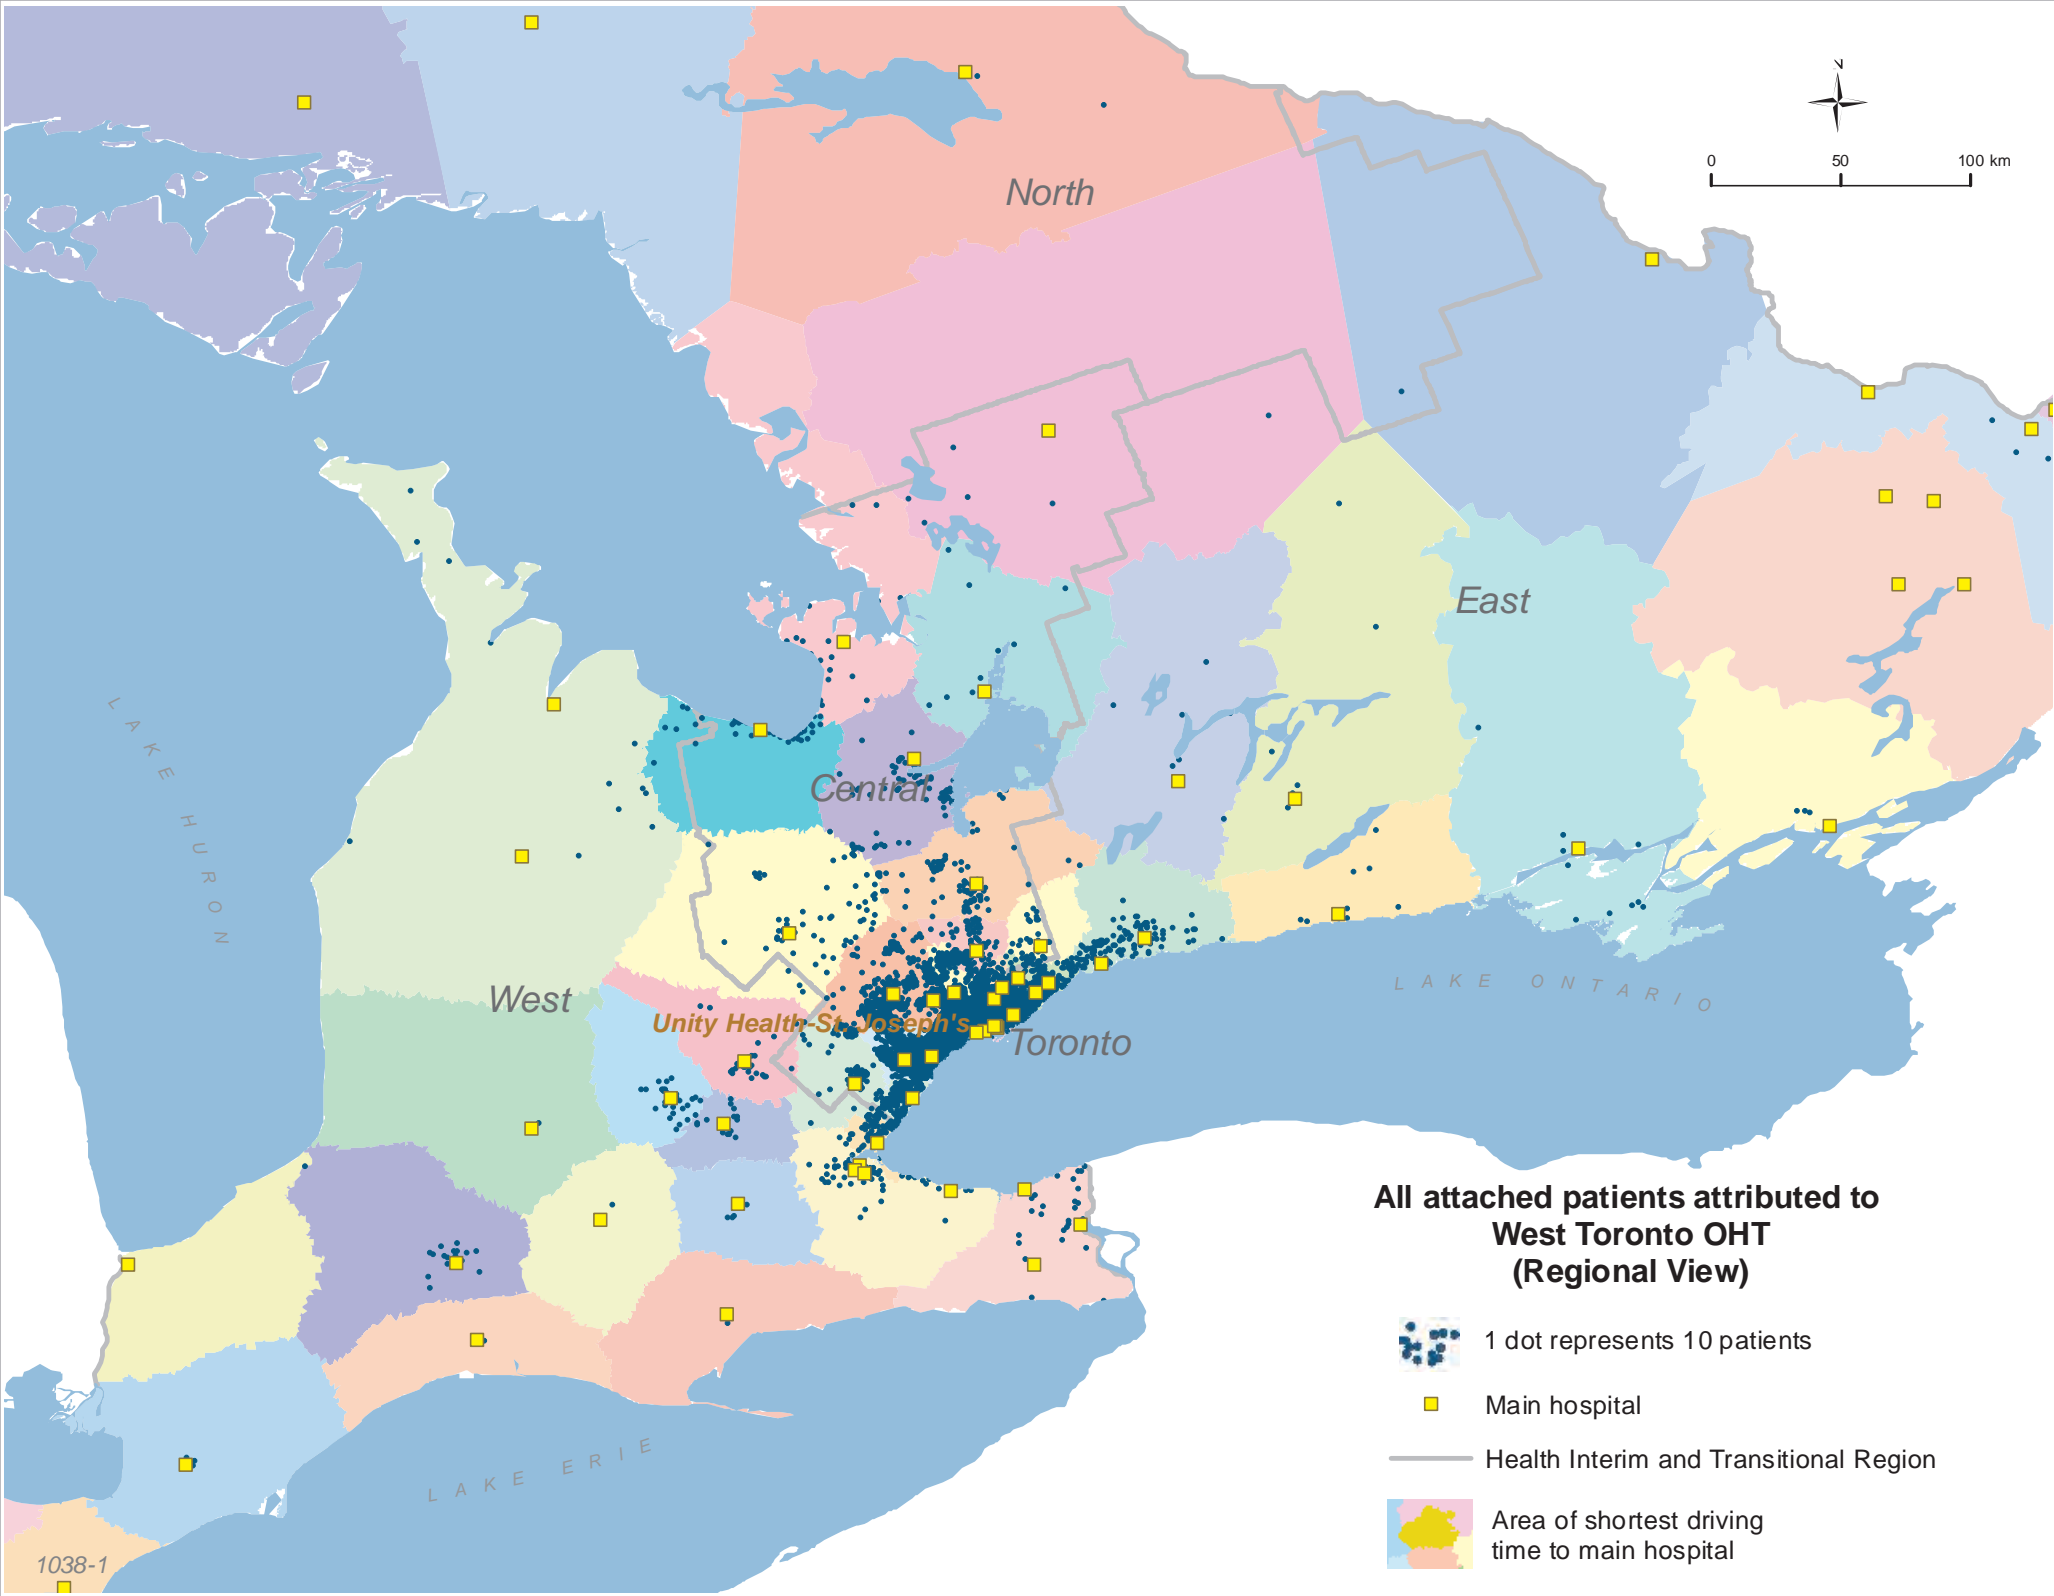 N
0 50 100 km
North
East
LAKE HURON
Central
West
LAKE ONTARIO
Unity Health-St. Joseph's
Toronto
All attached patients attributed to
West Toronto OHT
(Regional View)
1 dot represents 10 patients
Main hospital
LAKE ERIE
Health Interim and Transitional Region
Area of shortest driving
time to main hospital
1038-1